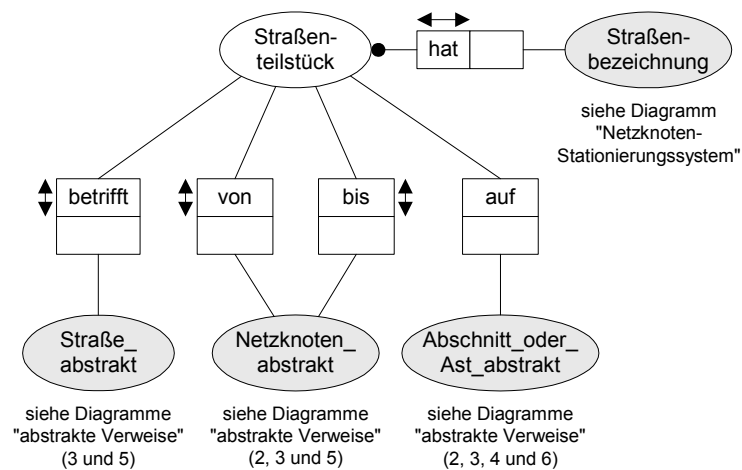 Straßen-
teilstück
hat
Straßen-
bezeichnung
siehe Diagramm
"Netzknoten-
Stationierungssystem"
betrifft
von
bis
auf
Straße_
abstrakt
Netzknoten_
abstrakt
Abschnitt_oder_
Ast_abstrakt
siehe Diagramme
"abstrakte Verweise"
(3 und 5)
siehe Diagramme
"abstrakte Verweise"
(2, 3 und 5)
siehe Diagramme
"abstrakte Verweise"
(2, 3, 4 und 6)